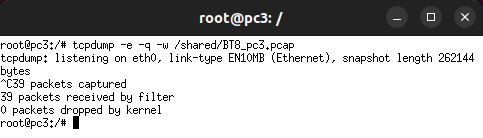 root@pc3: /
root@pc3:/# tcpdump -e -q -w /shared/BT8_pc3.pcap
tcpdump: listening on eth0, link-type EN10MB (Ethernet), snapshot length 262144
bytes
^C39 packets captured
39 packets received by filter
0 packets dropped by kernel
root@pc3:/#